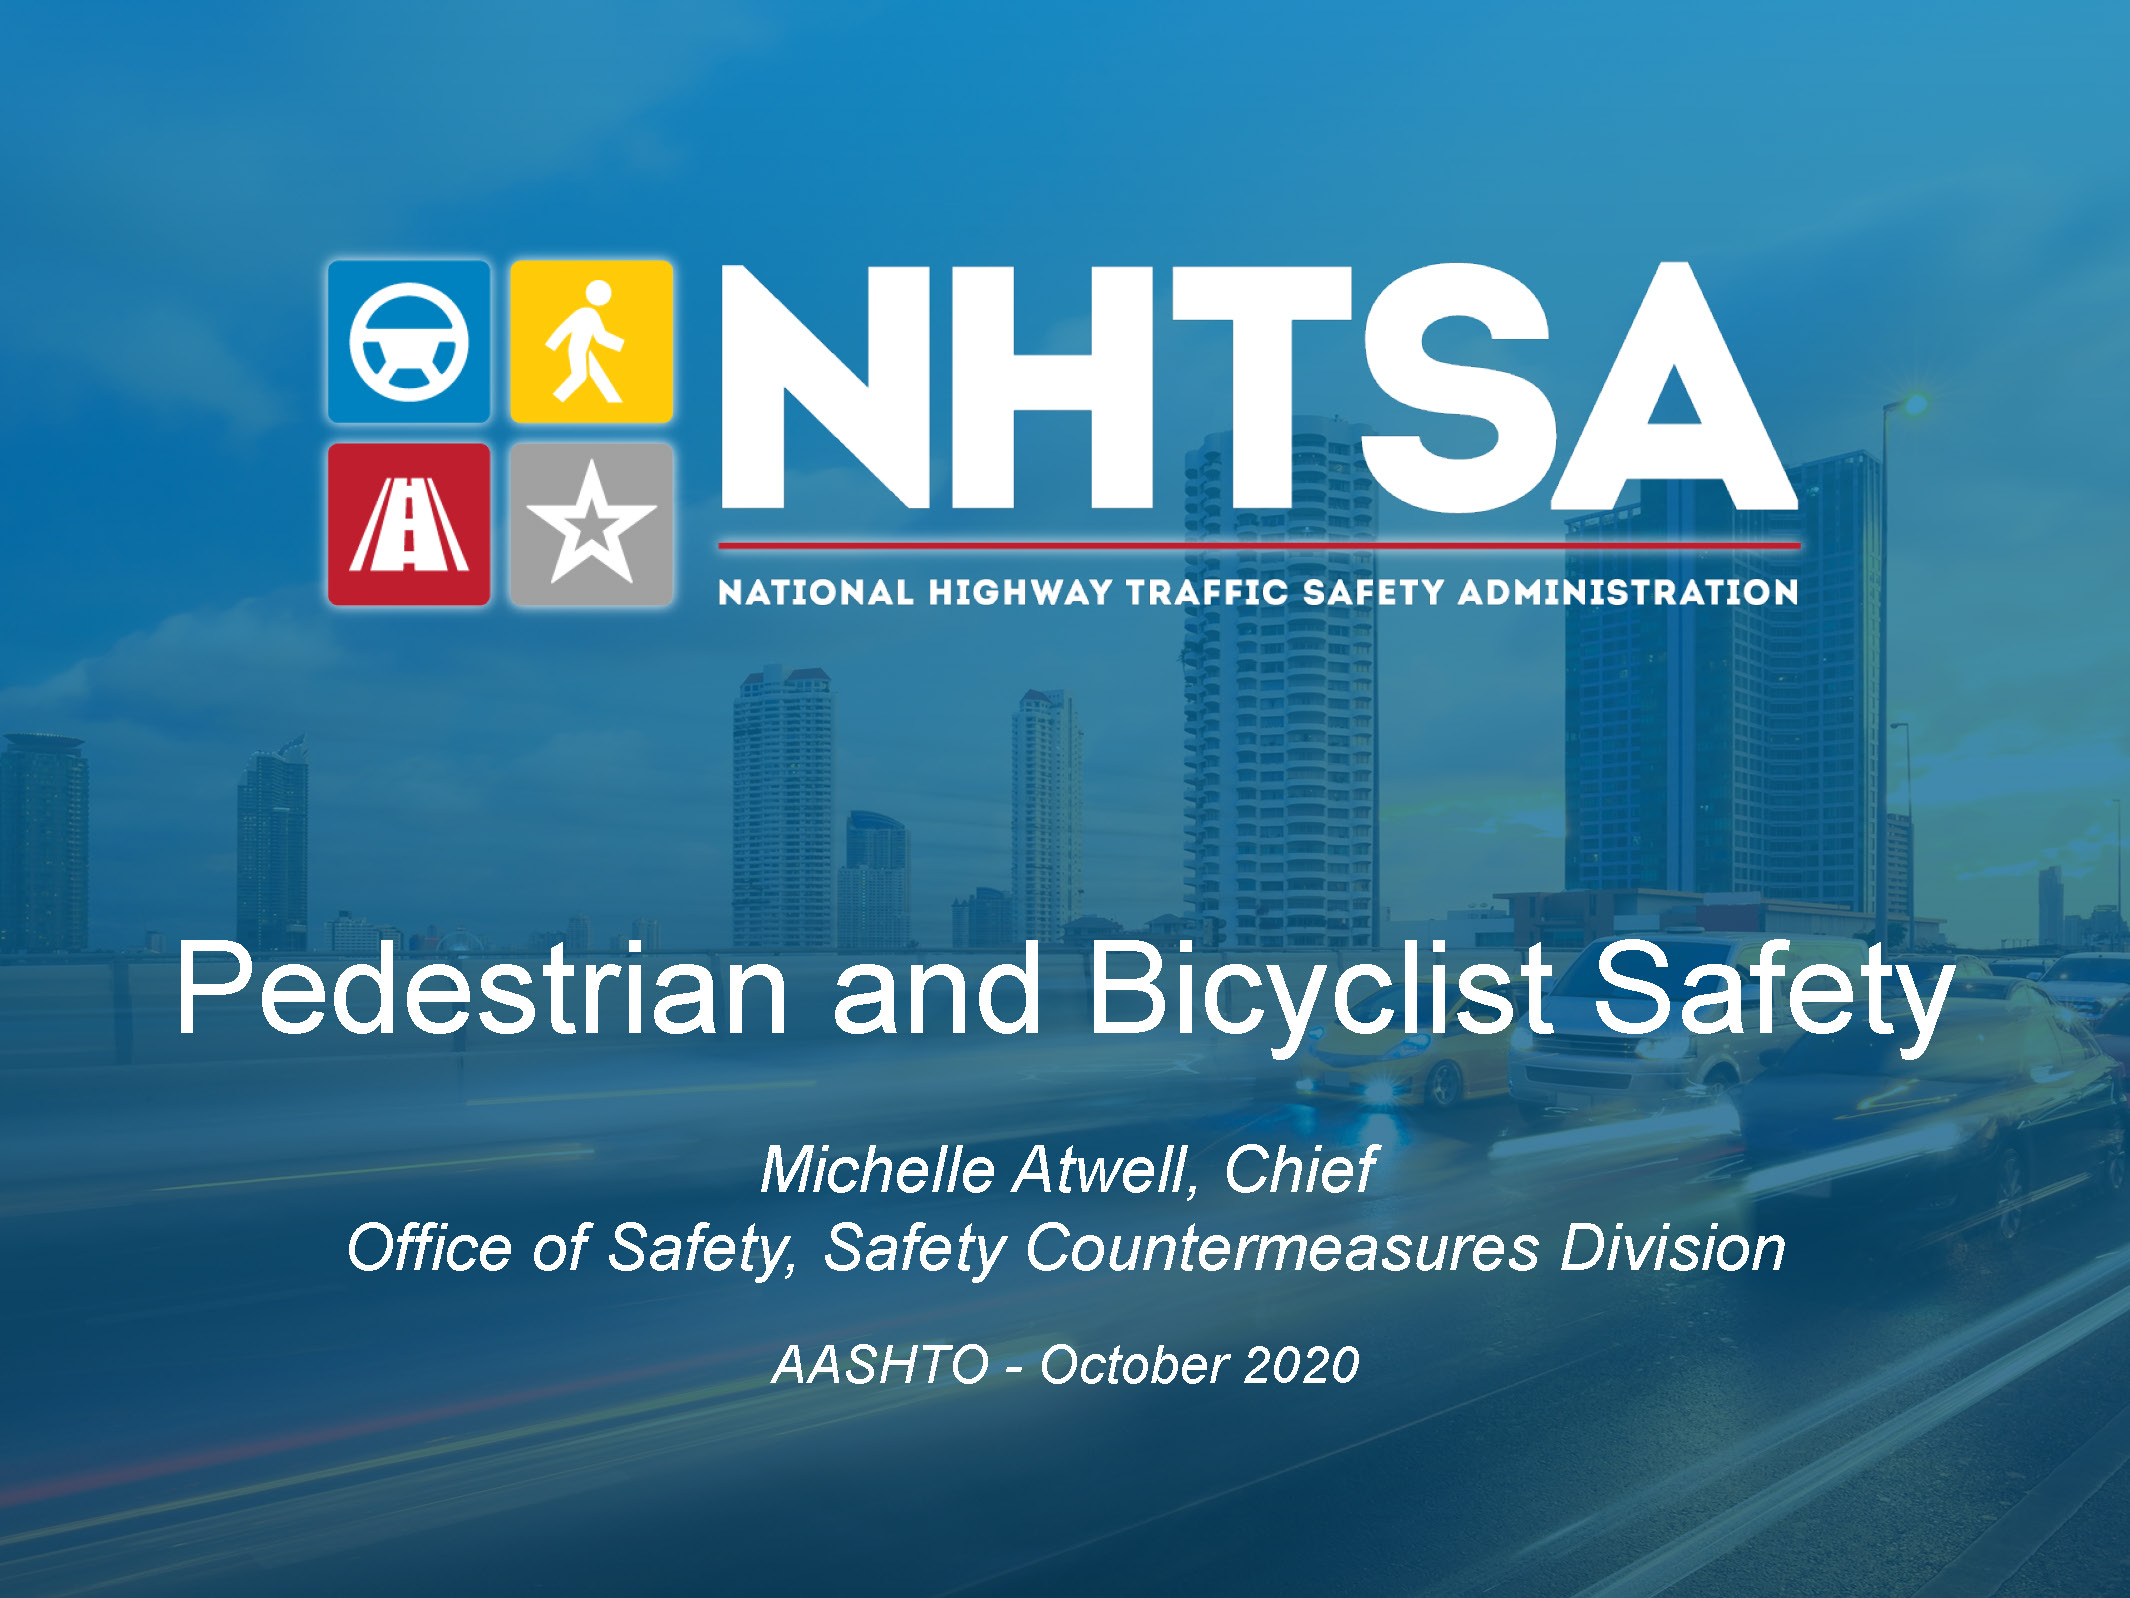 NHTSA
NATIONAL HIGHWAY TRAFFIC SAFETY ADMINISTRATION
Pedestrian and Bicyclist Safety
Michelle Atwell, Chief
Office of Safety, Safety Countermeasures Division
AASHTO - October 2020